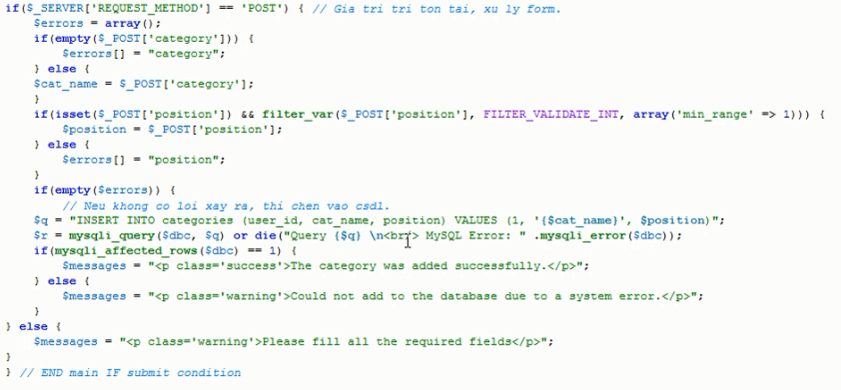 if($_SERVER['REQUEST_METHOD'] == 'POST') { // Gia tri tri ton tai, xu ly form.
$errors = array();
if(empty($_POST['category'])) {
$errors[] = "category";
} else {
$cat_name = $_POST['category'];
}
if(isset($_POST['position']) && filter_var($_POST['position'], FILTER_VALIDATE_INT, array('min_range' => 1))) {
$position = $_POST['position'];
} else {
$errors[] = "position";
}
if(empty($errors)) {
// Neu khong co loi xay ra, thi chen vao csdl.
$q = "INSERT INTO categories (user_id, cat_name, position) VALUES (1, '{$cat_name}', $position)";
$r = mysqli_query($dbc, $q) or die("Query {$q} \n<br/> MySQL Error: " .mysqli_error($dbc));
if(mysqli_affected_rows($dbc) == 1) {
$messages = "<p class='success'>The category was added successfully.</p>";
} else {
$messages = "<p class='warning'>Could not add to the database due to a system error.</p>";
}
} else {
$messages = "<p class='warning'>Please fill all the required fields</p>";
}
} // END main IF submit condition